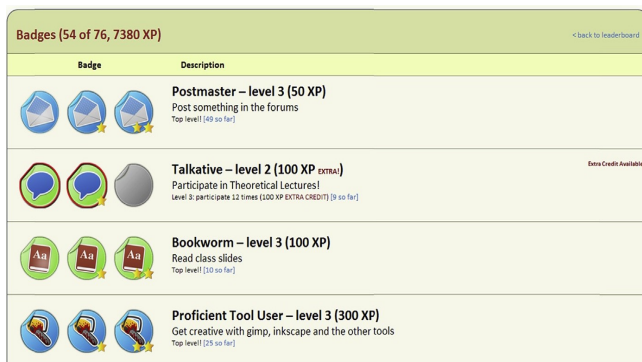 Badges (54 of 76, 7380 XP)
< back to leaderboard
Badge Description
Postmaster – level 3 (50 XP)
Post something in the forums
Top level! [49 so far]
Talkative – level 2 (100 XP EXTRA!)
Extra Credit Available
Participate in Theoretical Lectures!
Level 3: participate 12 times (100 XP EXTRA CREDIT) [9 so far]
Aa Aa Aa
Bookworm – level 3 (100 XP)
Read class slides
Top level! [10 so far]
Proficient Tool User – level 3 (300 XP)
Get creative with gimp, inkscape and the other tools
Top level! [25 so far]